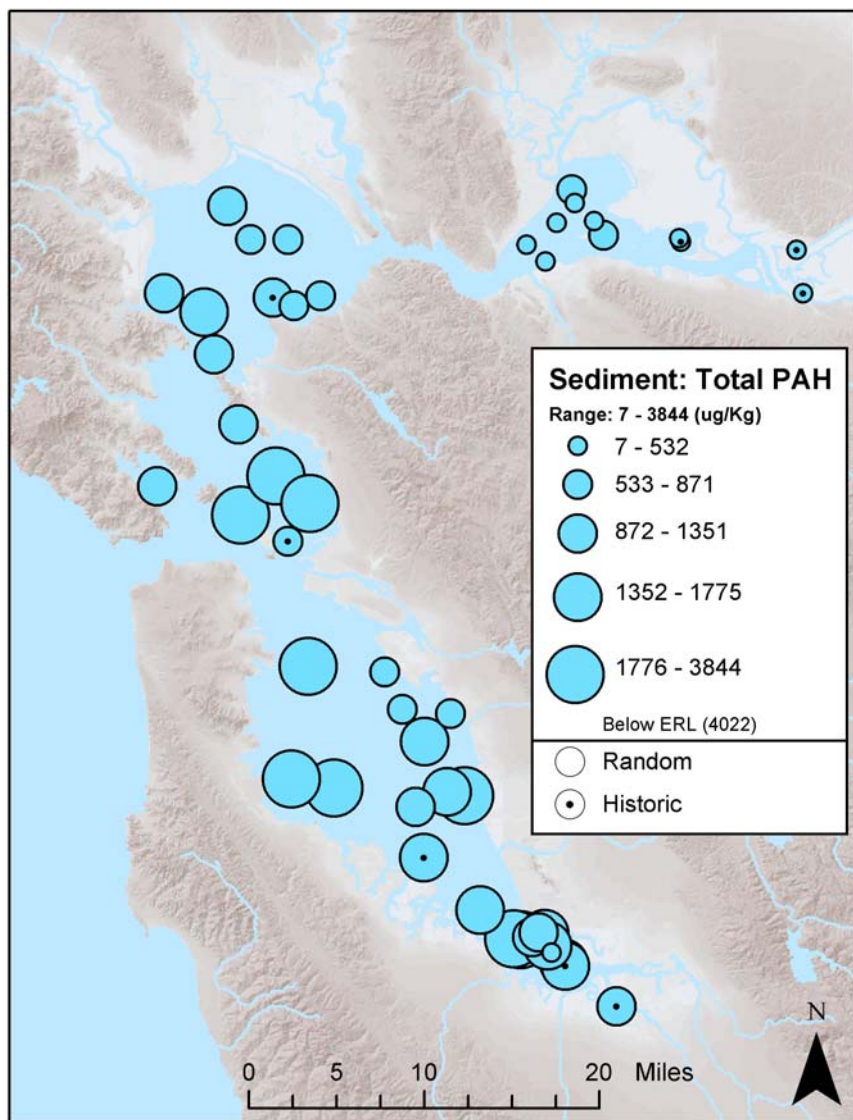 Sediment: Total PAH
Range: 7 - 3844 (ug/Kg)
7 - 532
533 - 871
872 - 1351
1352 - 1775
1776 - 3844
Below ERL (4022)
Random
Historic
N
0 5 10 20 Miles